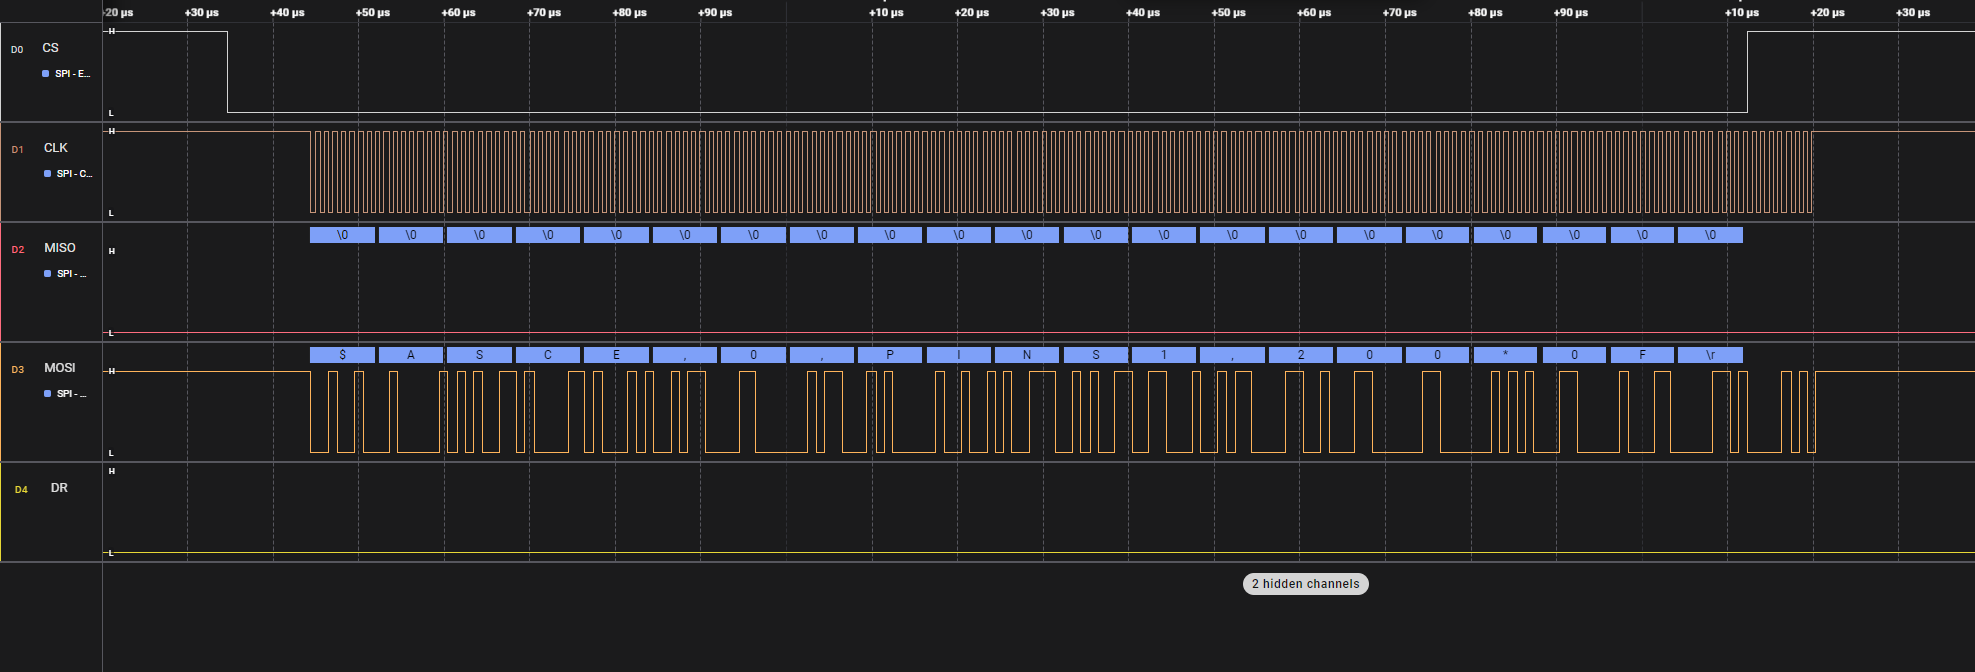 20 µs +30 µs +40 µs +50 µs +60 µs +70 µs +80 µs +90 µs +10 µs +20 µs +30 µs +40 µs +50 µs +60 µs +70 µs +80 µs +90 µs +10 µs +20 µs +30 µs
D0 CS H
SPI - E...
L
D1 CLK H
SPI - C...
L
\0 \0 \0 \0 \0 \0 \0 \0 \0 \0 \0 \0 \0 \0 \0 \0 \0 \0 \0 \0 \0
D2 MISO H
SPI - ...
L
$ A S C E , 0 , P I N S 1 , 2 0 0 * 0 F \r
D3 MOSI H
SPI - ...
L
H
D4 DR
L
2 hidden channels